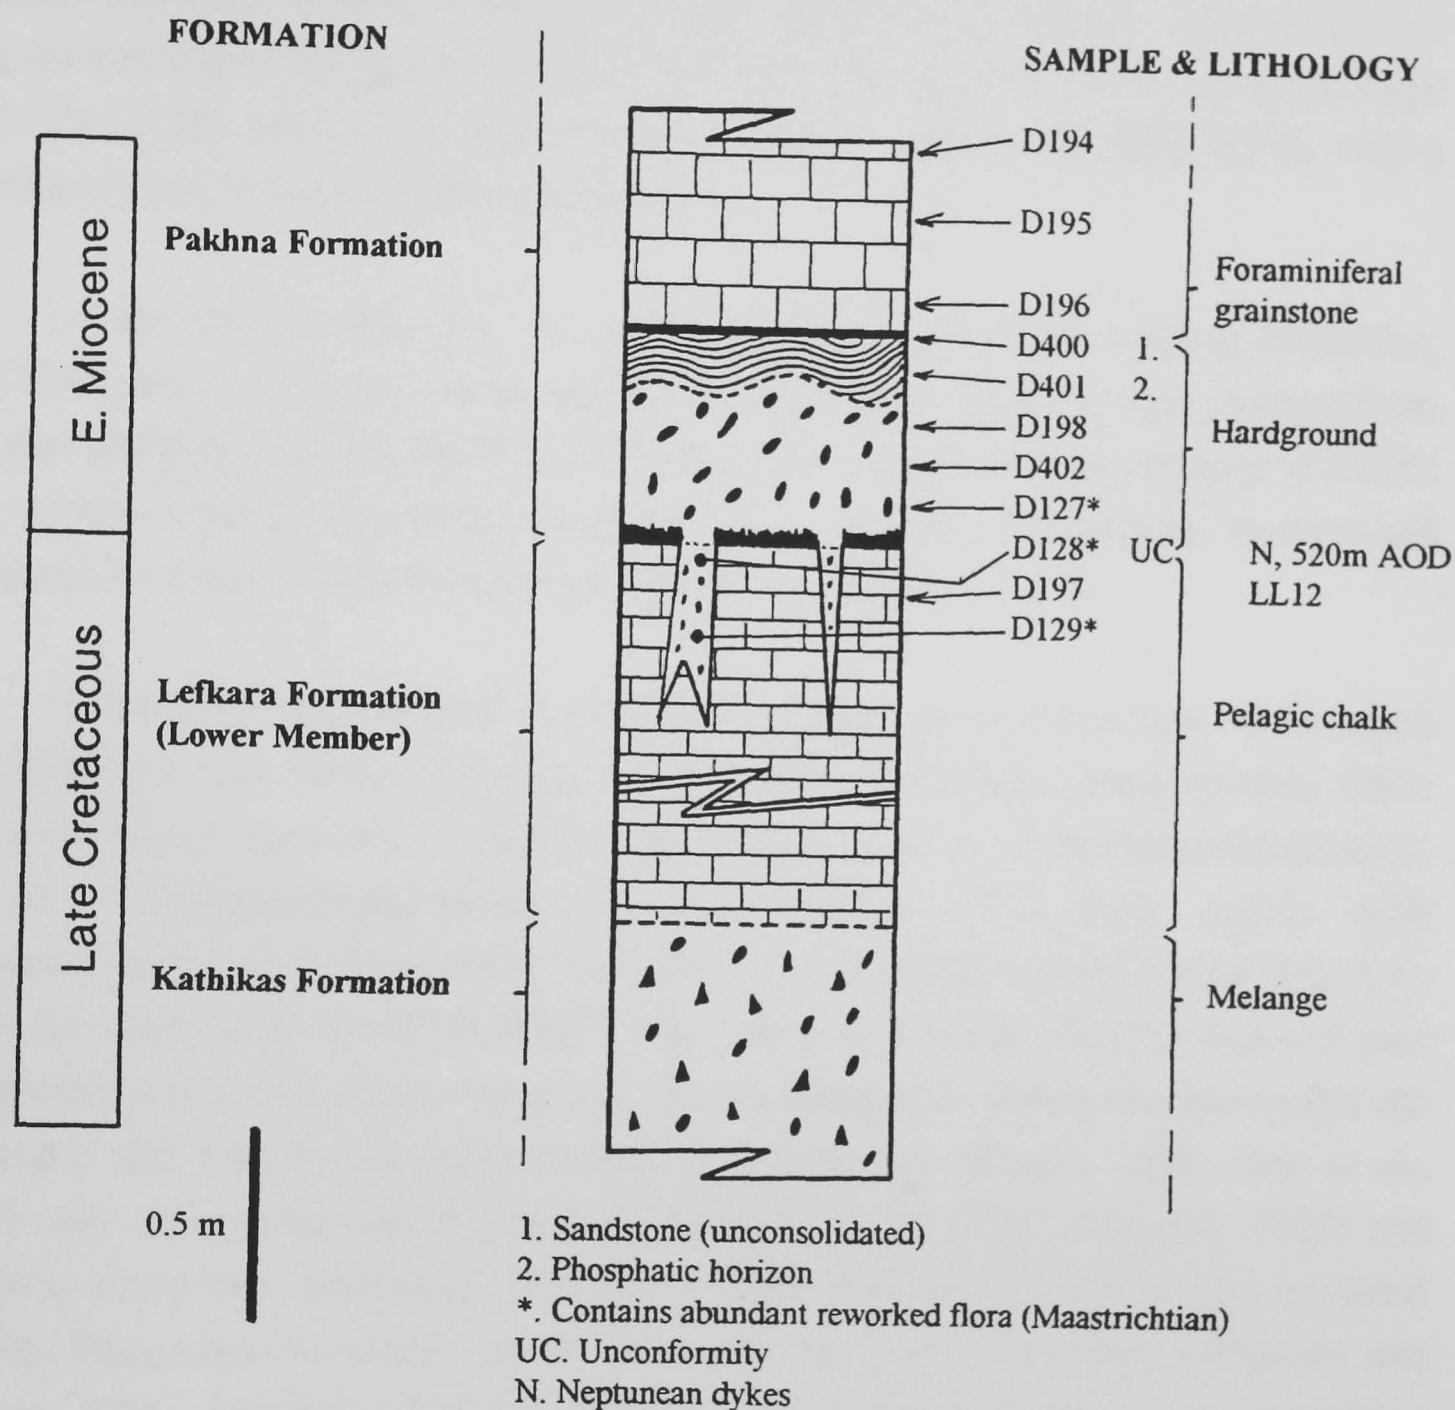 FORMATION
SAMPLE & LITHOLOGY
E. Miocene
Late Cretaceous
Pakhna Formation
Lefkara Formation
(Lower Member)
Kathikas Formation
D194
D195
D196
D400 1.
D401 2.
D198
D402
D127*
D128* UC
D197
D129*
Foraminiferal
grainstone
Hardground
N, 520m AOD
LL12
Pelagic chalk
Melange
0.5 m
1. Sandstone (unconsolidated)
2. Phosphatic horizon
*. Contains abundant reworked flora (Maastrichtian)
UC. Unconformity
N. Neptunean dykes